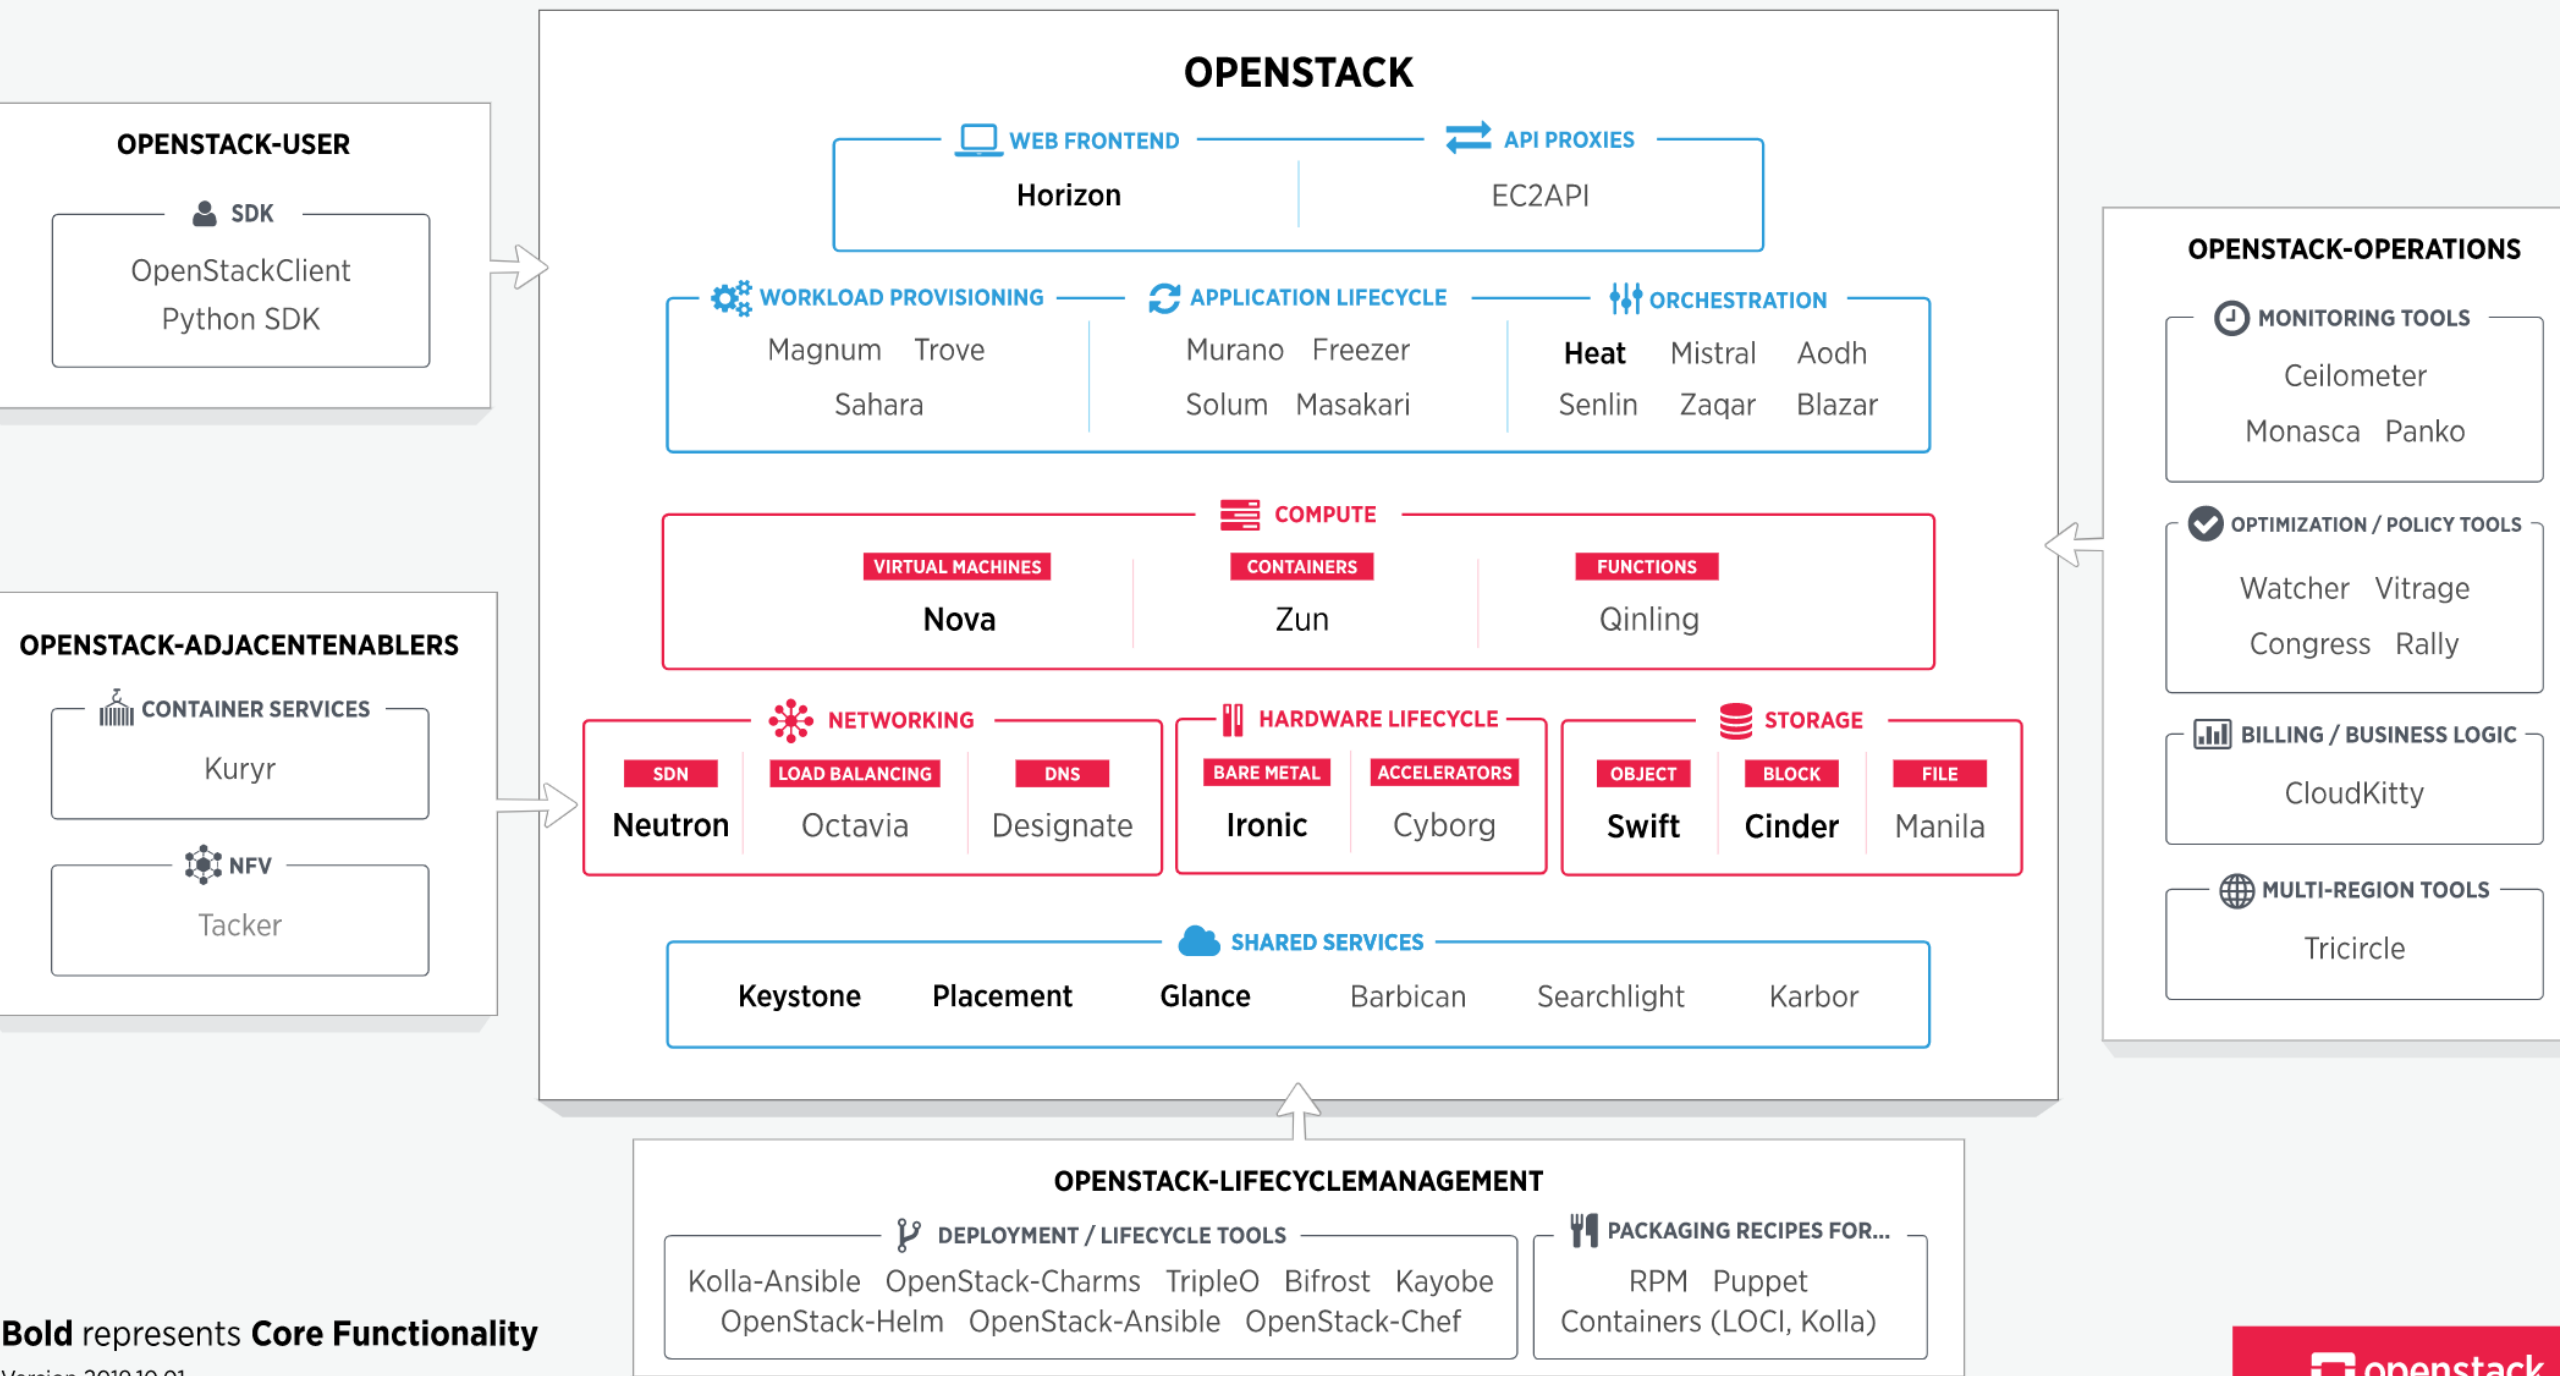 OPENSTACK
WEB FRONTEND
Horizon
API PROXIES
EC2API
WORKLOAD PROVISIONING
Magnum Trove
Sahara
APPLICATION LIFECYCLE
Murano Freezer
Solum Masakari
ORCHESTRATION
Heat Mistral Aodh
Senlin Zaqar Blazar
COMPUTE
VIRTUAL MACHINES
Nova
CONTAINERS
Zun
FUNCTIONS
Qinling
NETWORKING
SDN
Neutron
LOAD BALANCING
Octavia
DNS
Designate
HARDWARE LIFECYCLE
BARE METAL
Ironic
ACCELERATORS
Cyborg
STORAGE
OBJECT
Swift
BLOCK
Cinder
FILE
Manila
SHARED SERVICES
Keystone Placement Glance Barbican Searchlight Karbor
OPENSTACK-USER
SDK
OpenStackClient
Python SDK
OPENSTACK-ADJACENTENABLERS
CONTAINER SERVICES
Kuryr
NFV
Tacker
OPENSTACK-OPERATIONS
MONITORING TOOLS
Ceilometer
Monasca Panko
OPTIMIZATION / POLICY TOOLS
Watcher Vitrage
Congress Rally
BILLING / BUSINESS LOGIC
CloudKitty
MULTI-REGION TOOLS
Tricircle
OPENSTACK-LIFECYCLEMANAGEMENT
DEPLOYMENT / LIFECYCLE TOOLS
Kolla-Ansible OpenStack-Charms TripleO Bifrost Kayobe
OpenStack-Helm OpenStack-Ansible OpenStack-Chef
PACKAGING RECIPES FOR...
RPM Puppet
Containers (LOCI, Kolla)
Bold represents Core Functionality
openstack